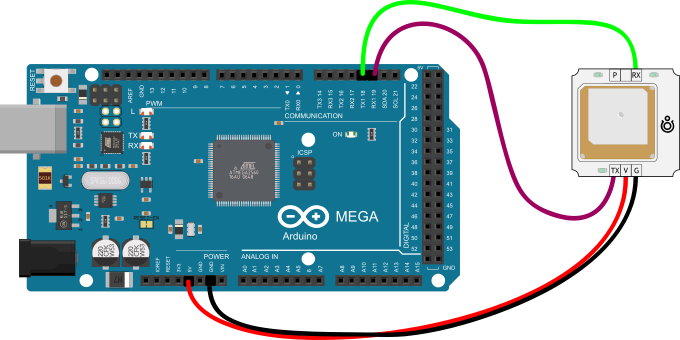 RESET
AREF
GND
13
12
11
10
9
8
7
6
5
4
3
2
TX0 ▶ 1
RX0 ◀ 0
TX3 14
RX3 15
TX2 16
RX2 17
TX1 18
RX1 19
SDA 20
SCL 21
PWM
COMMUNICATION
L
TX
RX
ON
ICSP
ATMEL
MEGA
Arduino
DIGITAL
5V
22
24
26
28
30
32
34
36
38
40
42
44
46
48
50
52
31
33
35
37
39
41
43
45
47
49
51
53
GND
220
220
POWER
ANALOG IN
IOREF
RESET
3V3
5V
GND
GND
VIN
A0
A1
A2
A3
A4
A5
A6
A7
A8
A9
A10
A11
A12
A13
A14
A15
P
RX
TX
V
G